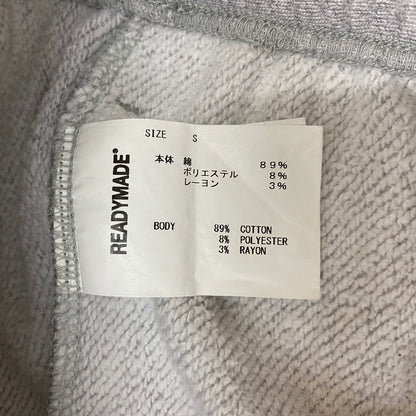 READYMADE®
SIZE S
本体 綿 89%
ポリエステル 8%
レーヨン 3%
BODY 89% COTTON
8% POLYESTER
3% RAYON